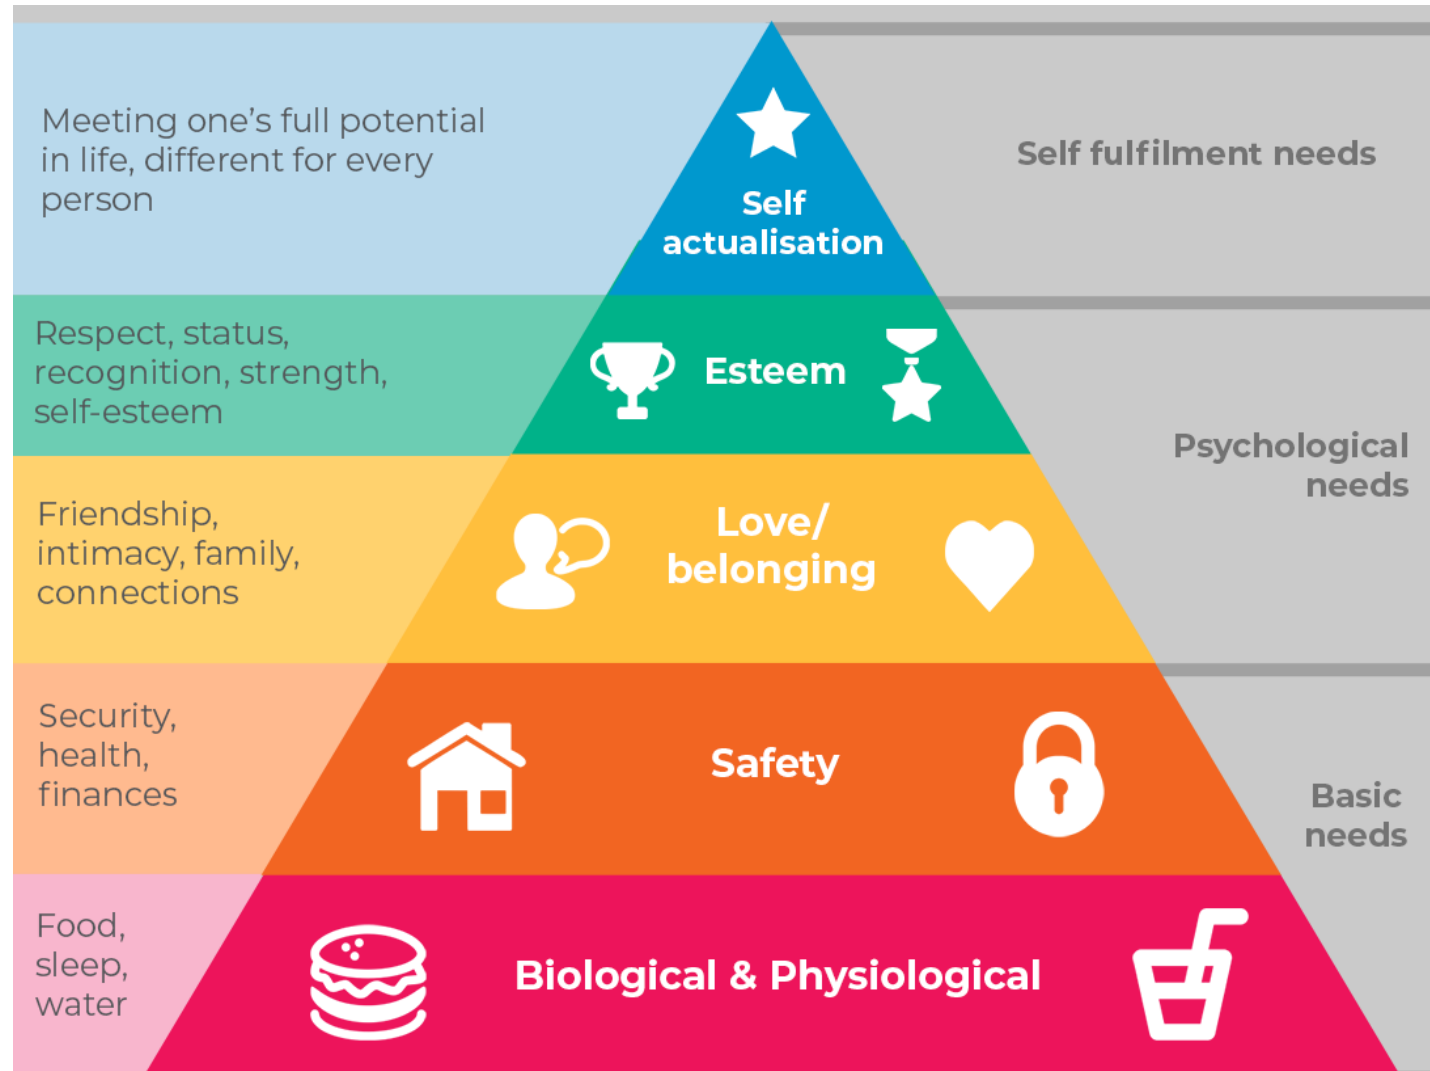 Meeting one's full potential
in life, different for every
person
Self
actualisation
Self fulfilment needs
Respect, status,
recognition, strength,
self-esteem
Esteem
Psychological
needs
Friendship,
intimacy, family,
connections
Love/
belonging
Security,
health,
finances
Safety
Basic
needs
Food,
sleep,
water
Biological & Physiological